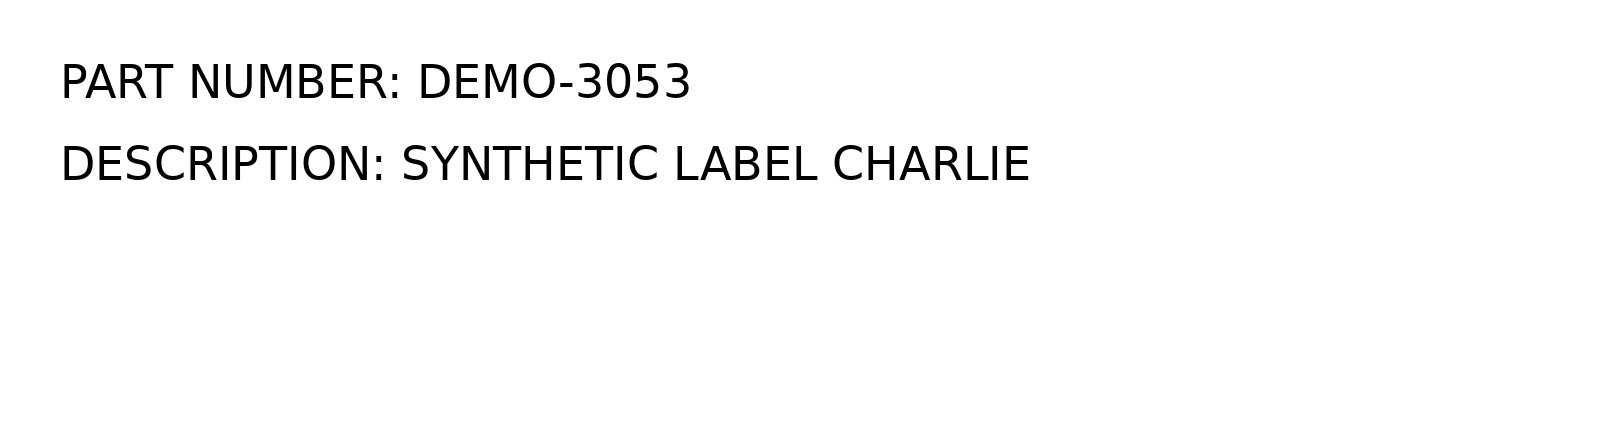 PART NUMBER: DEMO-3053
DESCRIPTION: SYNTHETIC LABEL CHARLIE